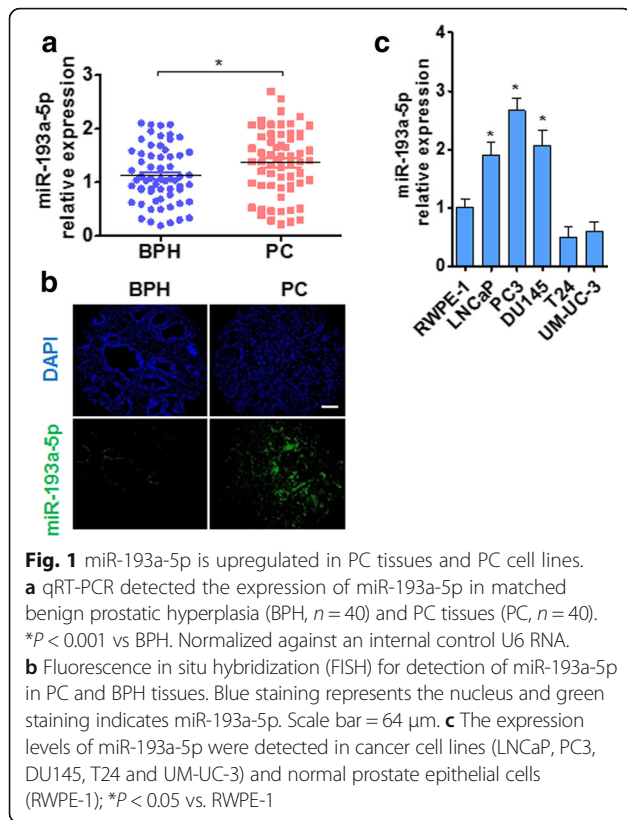 a
*
miR-193a-5p
relative expression
3
2
1
0
BPH
PC
c
miR-193a-5p
relative expression
4
3
2
1
0
*
*
*
RWPE-1
LNCaP
PC3
DU145
T24
UM-UC-3
b
BPH
PC
DAPI
miR-193a-5p
Fig. 1 miR-193a-5p is upregulated in PC tissues and PC cell lines.
a qRT-PCR detected the expression of miR-193a-5p in matched
benign prostatic hyperplasia (BPH, n = 40) and PC tissues (PC, n = 40).
*P < 0.001 vs BPH. Normalized against an internal control U6 RNA.
b Fluorescence in situ hybridization (FISH) for detection of miR-193a-5p
in PC and BPH tissues. Blue staining represents the nucleus and green
staining indicates miR-193a-5p. Scale bar = 64 μm. c The expression
levels of miR-193a-5p were detected in cancer cell lines (LNCaP, PC3,
DU145, T24 and UM-UC-3) and normal prostate epithelial cells
(RWPE-1); *P < 0.05 vs. RWPE-1